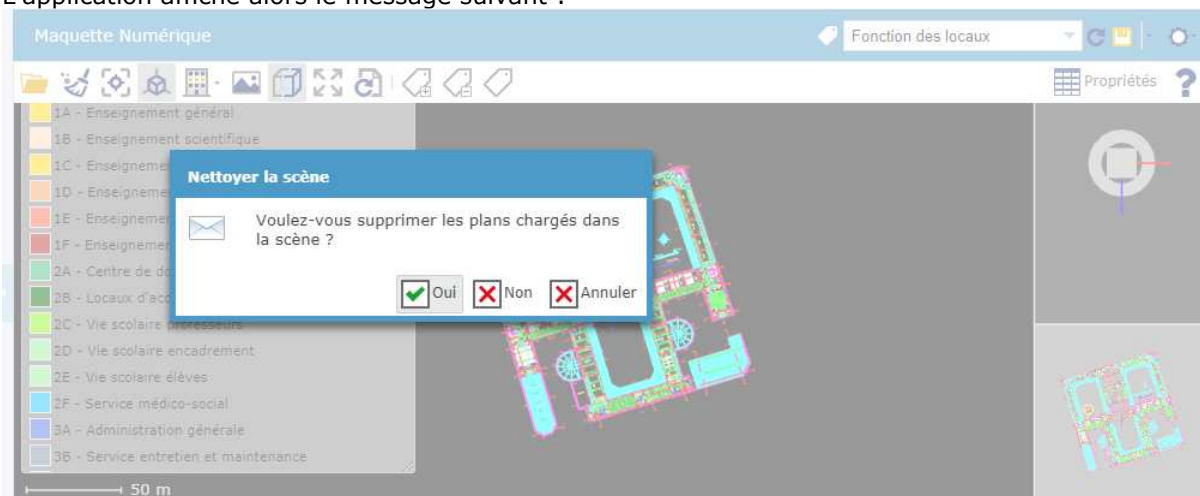 L'application affiche alors le message suivant :
Maquette Numérique
Fonction des locaux
Propriétés
1A - Enseignement général
1B - Enseignement scientifique
1C - Enseigneme
1D - Enseigneme
1E - Enseignemer
1F - Enseignemer
2A - Centre de do
2B - Locaux d'acc
2C - Vie scolaire professeurs
2D - Vie scolaire encadrement
2E - Vie scolaire élèves
2F - Service médico-social
3A - Administration générale
3B - Service entretien et maintenance
Nettoyer la scène
Voulez-vous supprimer les plans chargés dans
la scène ?
Oui Non Annuler
50 m